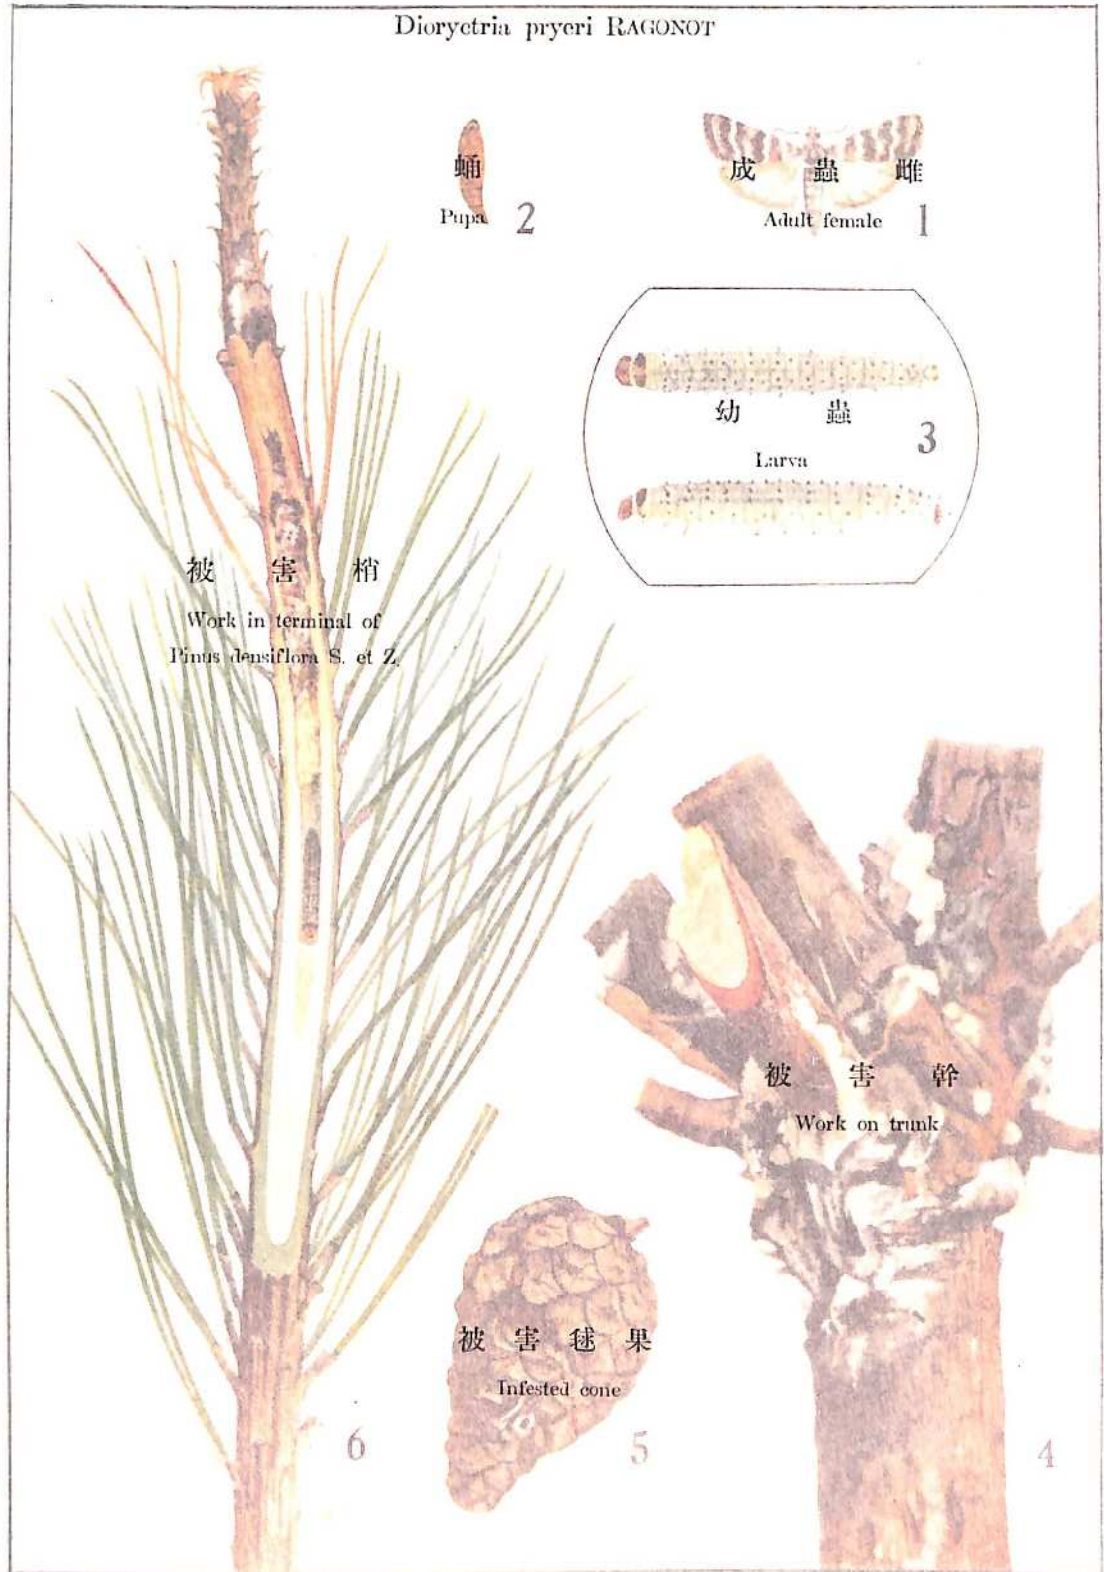 Dioryctria pryeri RAGONOT
蛹
Pupa
2
成蟲雌
Adult female
1
幼蟲
Larva
3
被害梢
Work in terminal of
Pinus densiflora S. et Z.
被害幹
Work on trunk
4
被害毬果
Infested cone
5
6